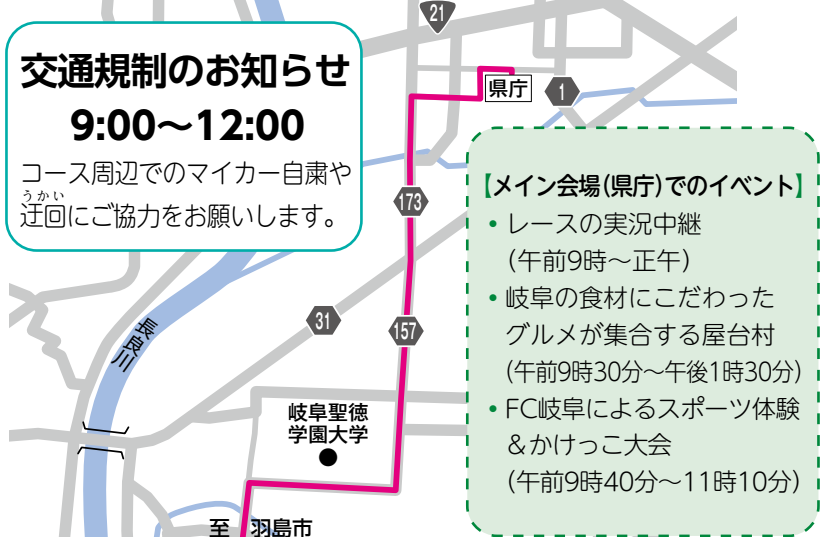 交通規制のお知らせ
9:00～12:00
コース周辺でのマイカー自粛や
うかい
迂回にご協力をお願いします。
21
県庁
1
173
【メイン会場(県庁)でのイベント】
•レースの実況中継
(午前9時～正午)
•岐阜の食材にこだわった
グルメが集合する屋台村
(午前9時30分～午後1時30分)
•FC岐阜によるスポーツ体験
＆かけっこ大会
(午前9時40分～11時10分)
31
157
長良川
岐阜聖徳
学園大学
至 羽島市